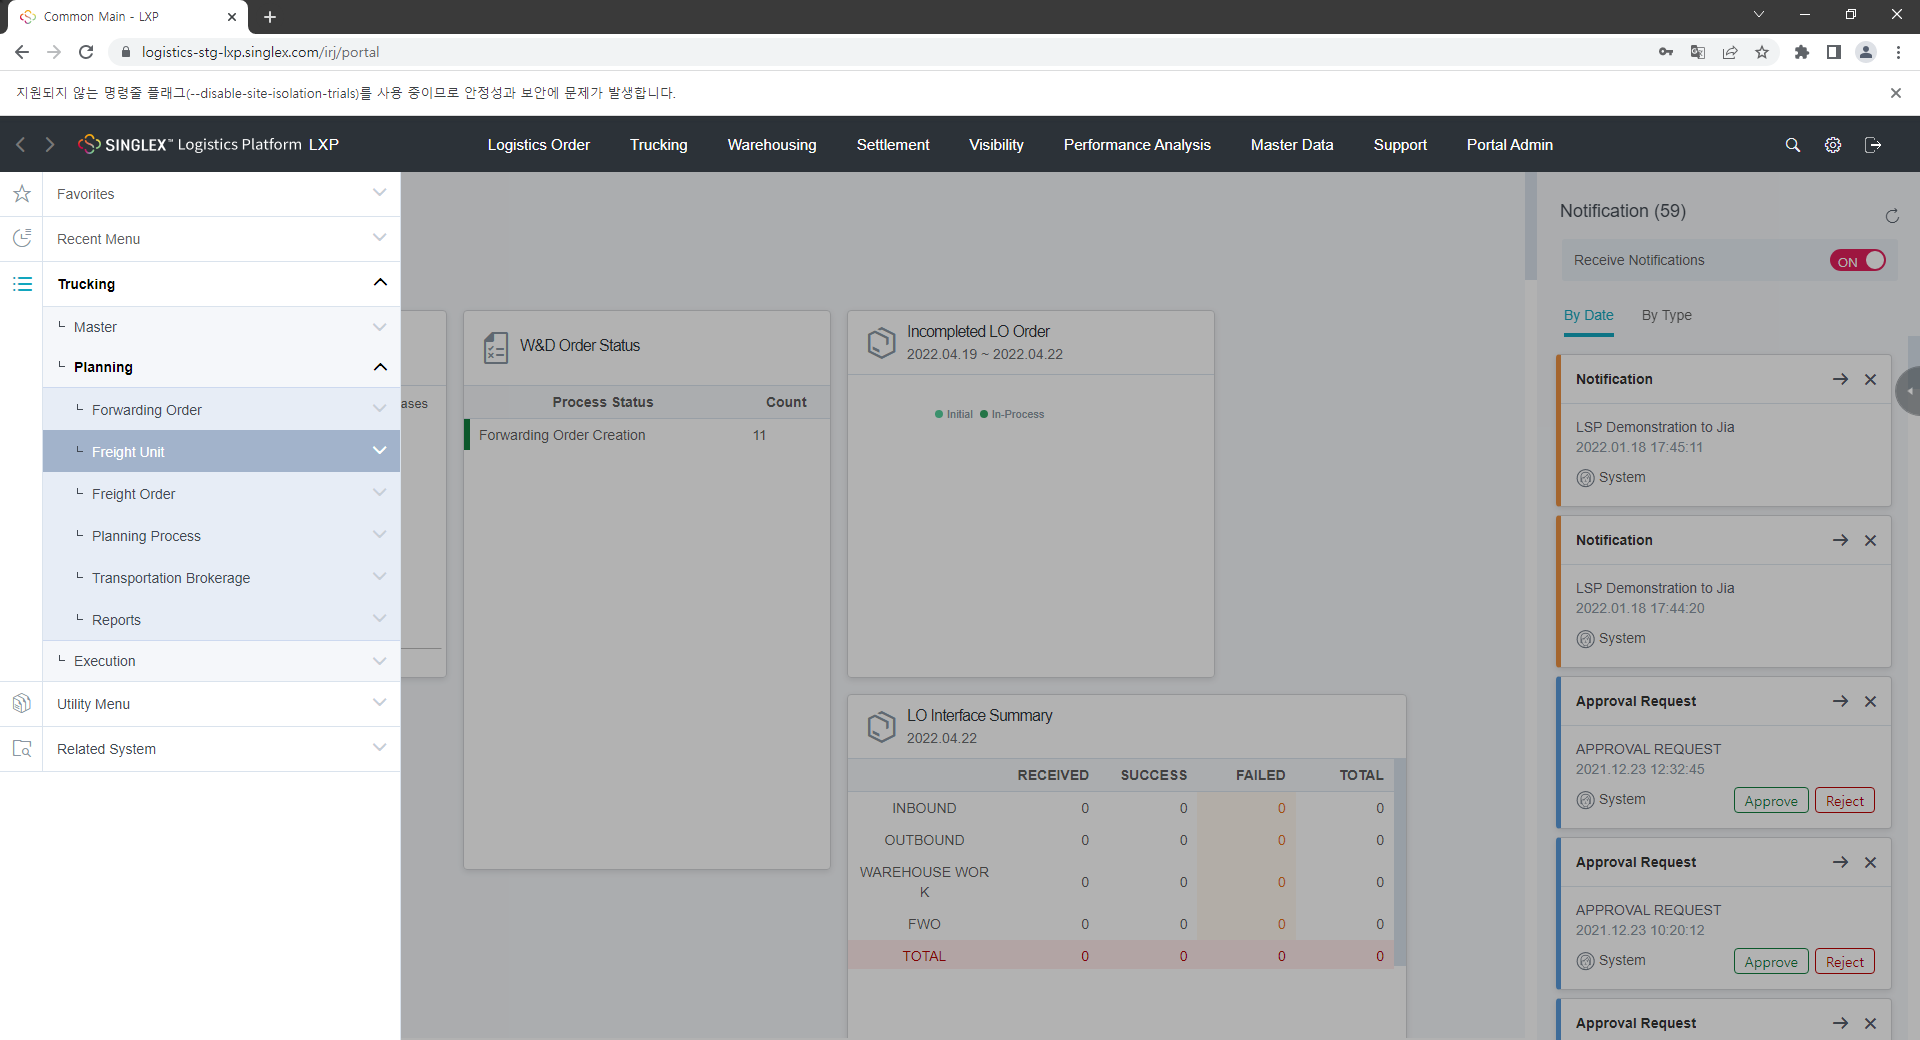 Common Main - LXP
logistics-stg-lxp.singlex.com/irj/portal
지원되지 않는 명령줄 플래그(--disable-site-isolation-trials)를 사용 중이므로 안정성과 보안에 문제가 발생합니다.
SINGLEX™ Logistics Platform LXP
Logistics Order
Trucking
Warehousing
Settlement
Visibility
Performance Analysis
Master Data
Support
Portal Admin
Favorites
Recent Menu
Trucking
Master
Planning
Forwarding Order
Freight Unit
Freight Order
Planning Process
Transportation Brokerage
Reports
Execution
Utility Menu
Related System
ases
W&D Order Status
Process Status Count
Forwarding Order Creation 11
Incompleted LO Order
2022.04.19 ~ 2022.04.22
Initial In-Process
LO Interface Summary
2022.04.22
RECEIVED SUCCESS FAILED TOTAL
INBOUND 0 0 0 0
OUTBOUND 0 0 0 0
WAREHOUSE WOR
K 0 0 0 0
FWO 0 0 0 0
TOTAL 0 0 0 0
Notification (59)
Receive Notifications ON
By Date By Type
Notification
LSP Demonstration to Jia
2022.01.18 17:45:11
System
Notification
LSP Demonstration to Jia
2022.01.18 17:44:20
System
Approval Request
APPROVAL REQUEST
2021.12.23 12:32:45
System Approve Reject
Approval Request
APPROVAL REQUEST
2021.12.23 10:20:12
System Approve Reject
Approval Request